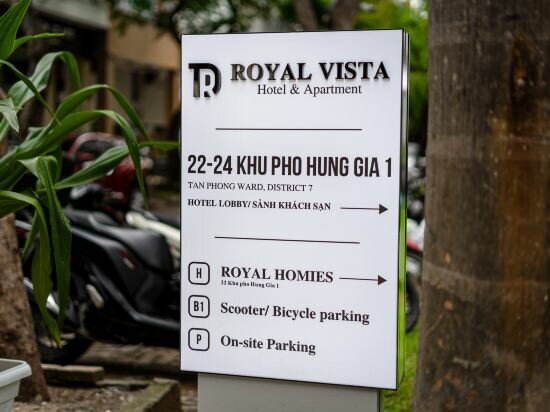 TR ROYAL VISTA
Hotel & Apartment
22-24 KHU PHO HUNG GIA 1
TAN PHONG WARD, DISTRICT 7
HOTEL LOBBY/ SẢNH KHÁCH SẠN
H ROYAL HOMIES
22 Khu pho Hung Gia 1
B1 Scooter/ Bicycle parking
P On-site Parking